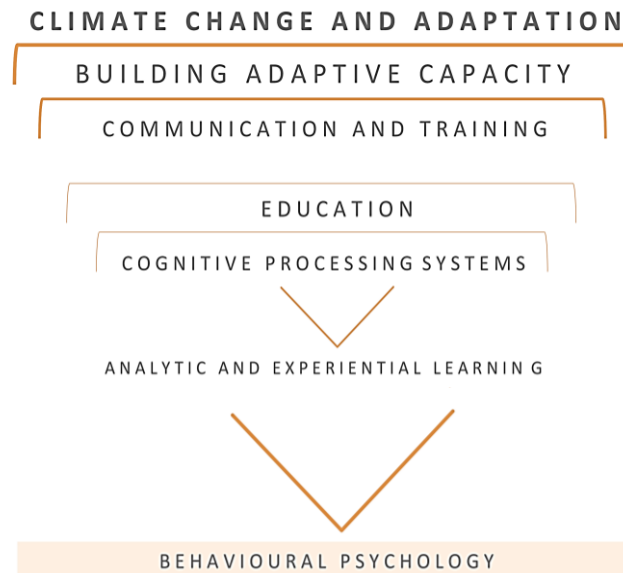 CLIMATE CHANGE AND ADAPTATION
BUILDING ADAPTIVE CAPACITY
COMMUNICATION AND TRAINING
EDUCATION
COGNITIVE PROCESSING SYSTEMS
ANALYTIC AND EXPERIENTIAL LEARNING
BEHAVIOURAL PSYCHOLOGY